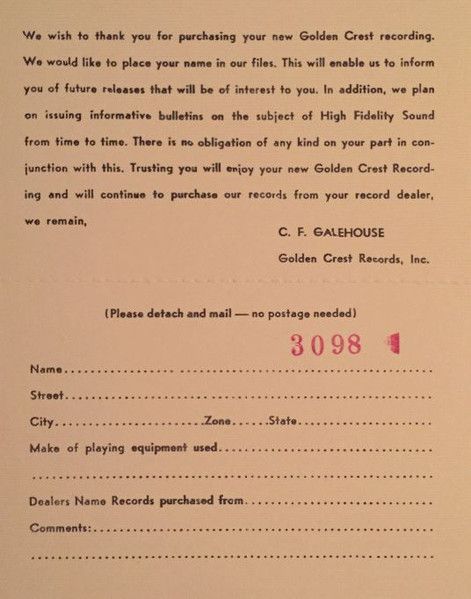 We wish to thank you for purchasing your new Golden Crest recording.
We would like to place your name in our files. This will enable us to inform
you of future releases that will be of interest to you. In addition, we plan
on issuing informative bulletins on the subject of High Fidelity Sound
from time to time. There is no obligation of any kind on your part in con-
junction with this. Trusting you will enjoy your new Golden Crest Record-
ing and will continue to purchase our records from your record dealer,
we remain,
C. F. GALEHOUSE
Golden Crest Records, Inc.
(Please detach and mail — no postage needed)
3098
Name
Street
City Zone State
Make of playing equipment used
Dealers Name Records purchased from
Comments: